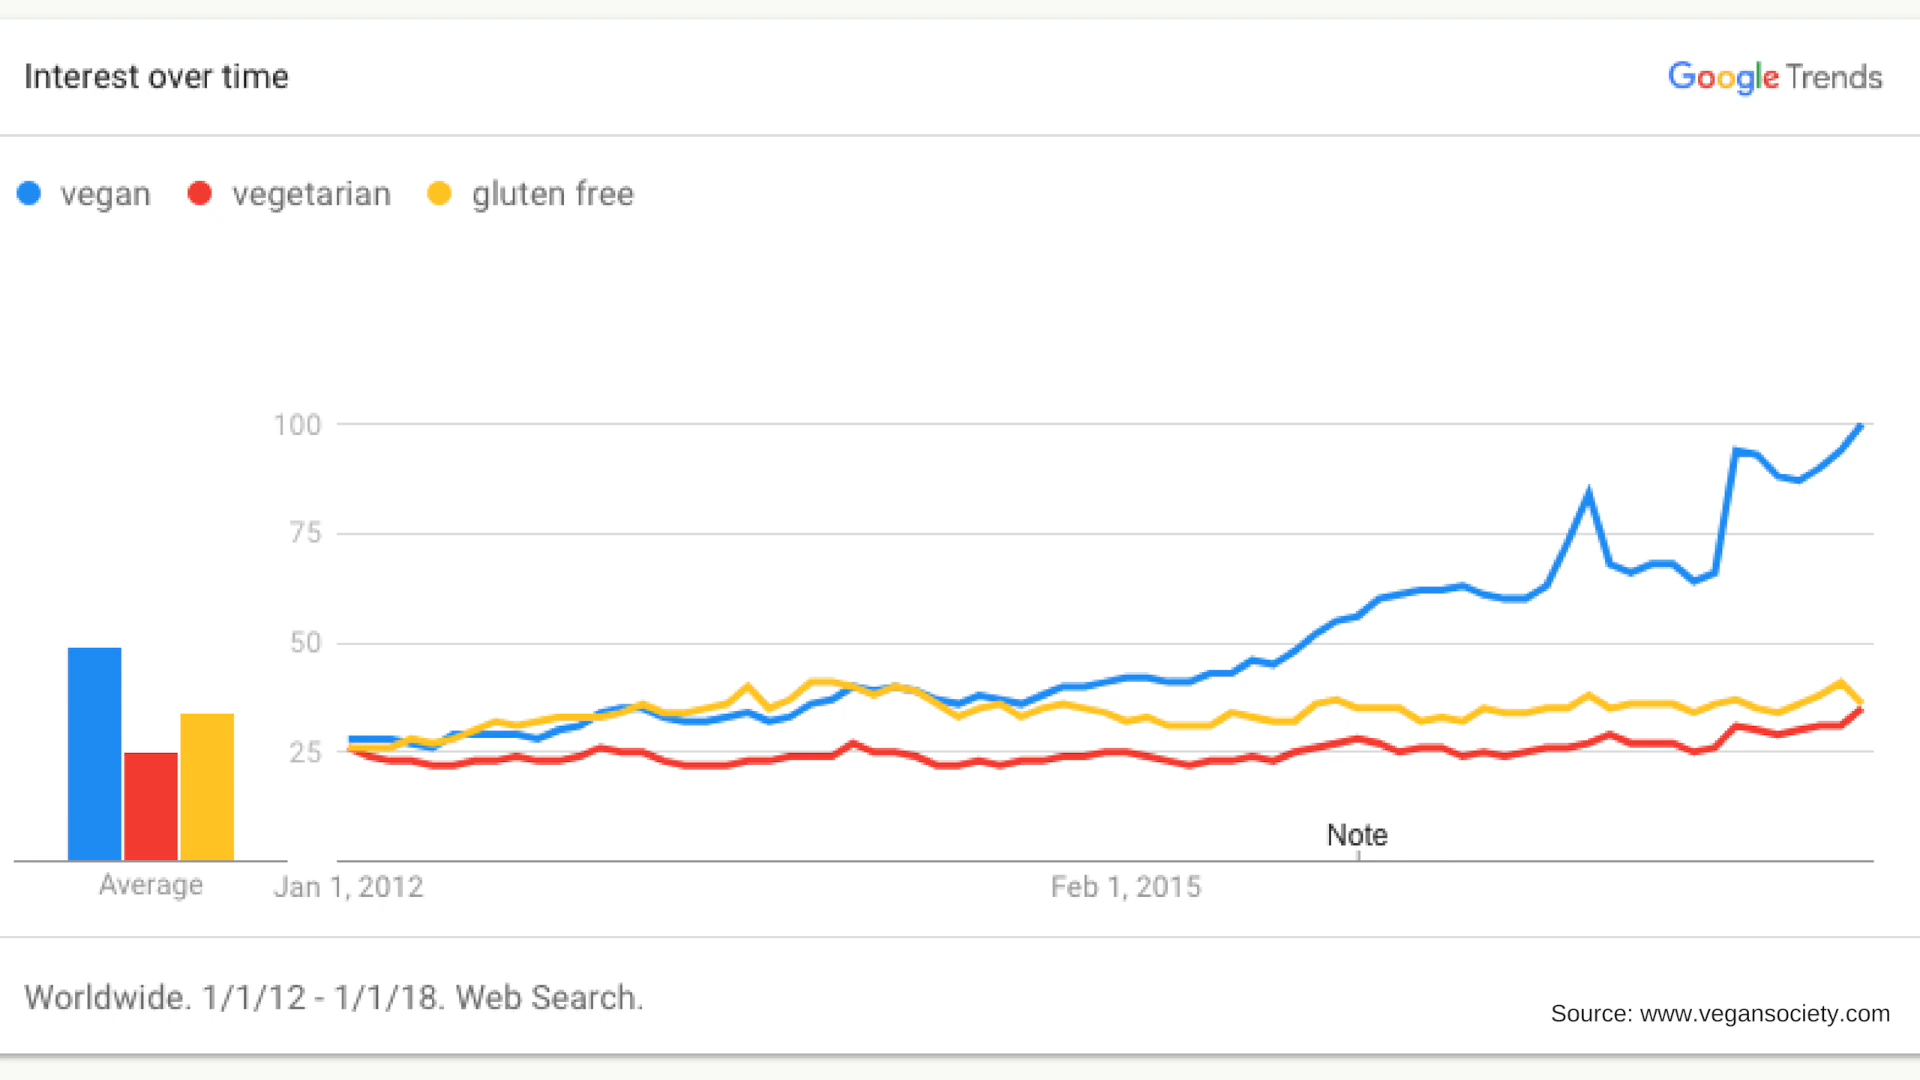 Interest over time
Google Trends
vegan vegetarian gluten free
100
75
50
25
Note
Average
Jan 1, 2012
Feb 1, 2015
Worldwide. 1/1/12 - 1/1/18. Web Search.
Source: www.vegansociety.com